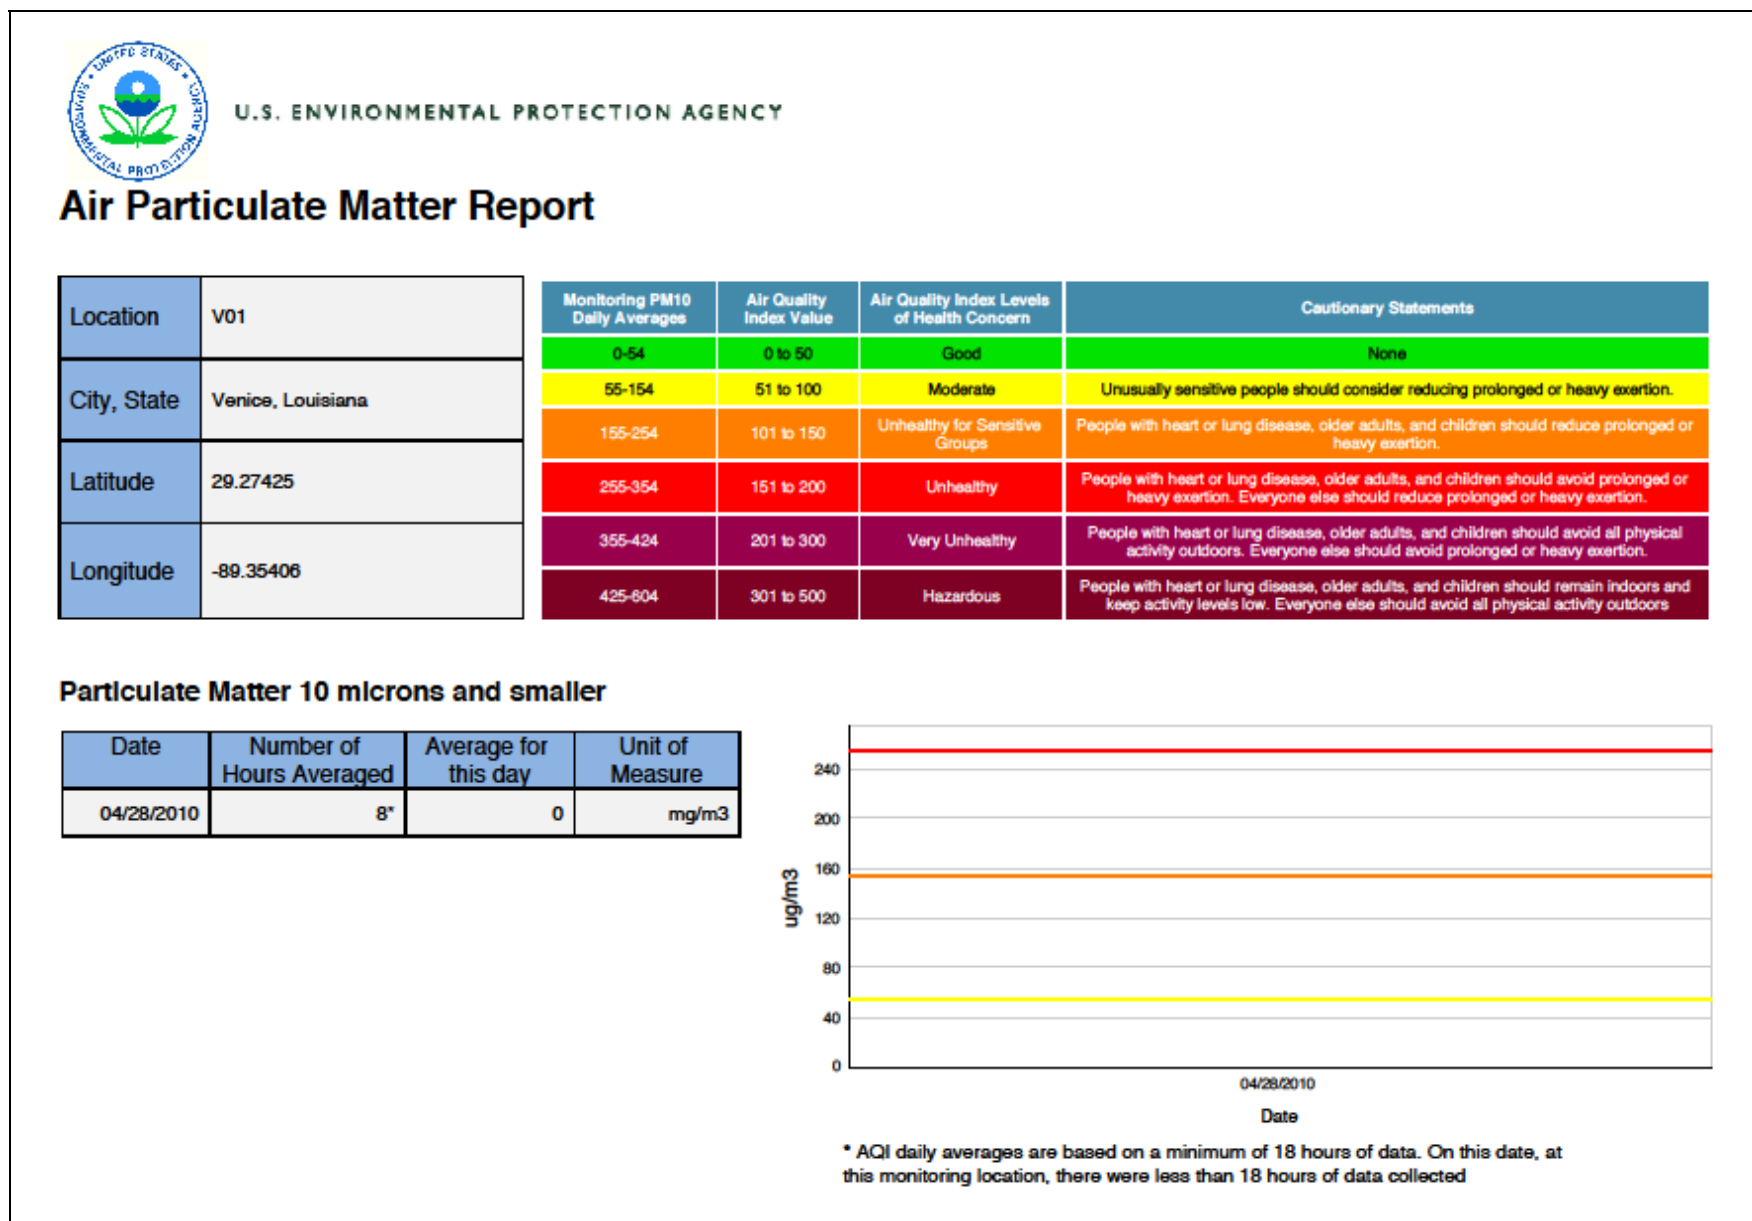 UNITED STATES
ENVIRONMENTAL PROTECTION AGENCY
U.S. ENVIRONMENTAL PROTECTION AGENCY
Air Particulate Matter Report
Location V01
City, State Venice, Louisiana
Latitude 29.27425
Longitude -89.35406
Monitoring PM10 Daily Averages
Air Quality Index Value
Air Quality Index Levels of Health Concern
Cautionary Statements
0-54 0 to 50 Good None
55-154 51 to 100 Moderate Unusually sensitive people should consider reducing prolonged or heavy exertion.
155-254 101 to 150 Unhealthy for Sensitive Groups People with heart or lung disease, older adults, and children should reduce prolonged or
heavy exertion.
255-354 151 to 200 Unhealthy People with heart or lung disease, older adults, and children should avoid prolonged or
heavy exertion. Everyone else should reduce prolonged or heavy exertion.
355-424 201 to 300 Very Unhealthy People with heart or lung disease, older adults, and children should avoid all physical
activity outdoors. Everyone else should avoid prolonged or heavy exertion.
425-604 301 to 500 Hazardous People with heart or lung disease, older adults, and children should remain indoors and
keep activity levels low. Everyone else should avoid all physical activity outdoors
Particulate Matter 10 microns and smaller
Date
Number of Hours Averaged
Average for this day
Unit of Measure
04/28/2010 8* 0 mg/m3
ug/m3
240
200
160
120
80
40
0
04/28/2010
Date
* AQI daily averages are based on a minimum of 18 hours of data. On this date, at
this monitoring location, there were less than 18 hours of data collected